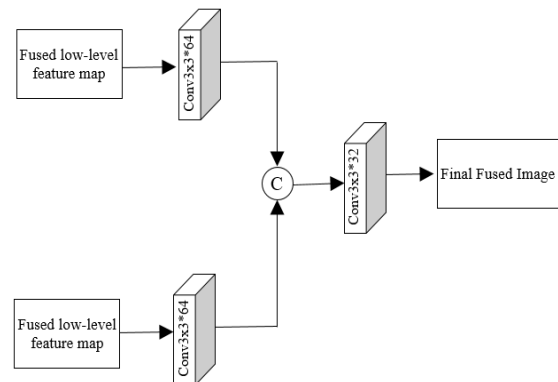 Fused low-level
feature map
Conv3x3*64
C
Conv3x3*32
Final Fused Image
Fused low-level
feature map
Conv3x3*64